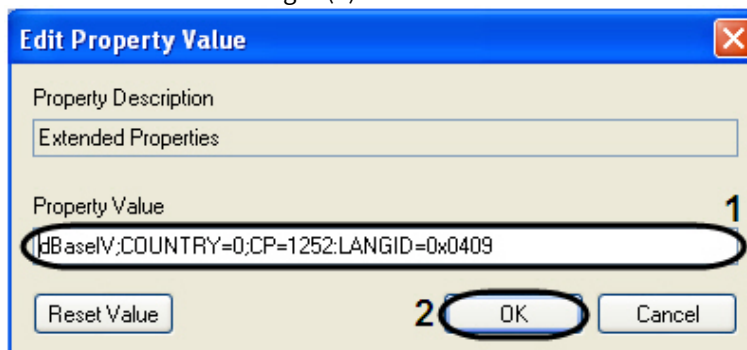 Edit Property Value
Property Description
Extended Properties
Property Value
1
dBaseIV;COUNTRY=0;CP=1252:LANGID=0x0409
Reset Value
2
OK
Cancel